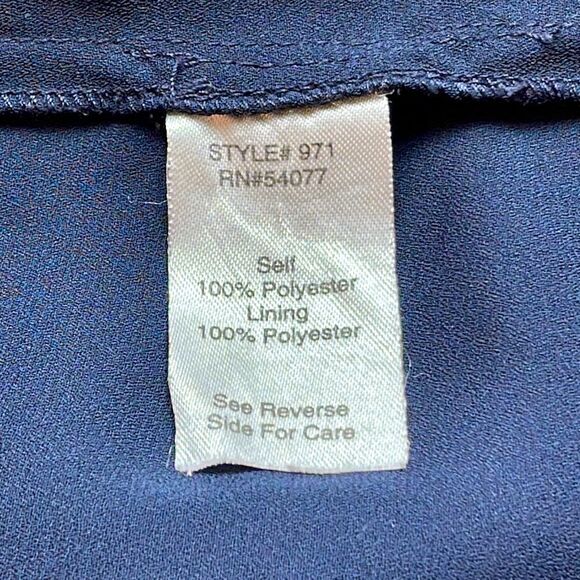 STYLE# 971
RN#54077
Self
100% Polyester
Lining
100% Polyester
See Reverse
Side For Care